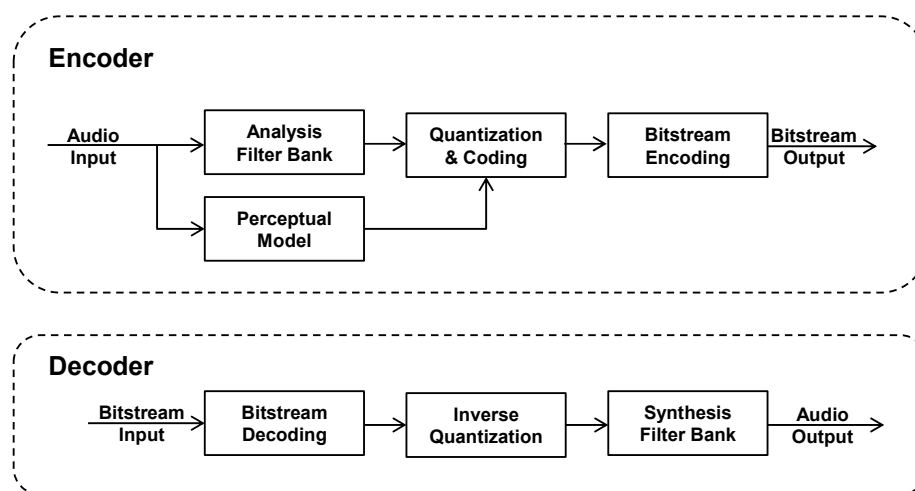 Encoder
Audio
Input
Analysis
Filter Bank
Quantization
& Coding
Bitstream
Encoding
Bitstream
Output
Perceptual
Model
Decoder
Bitstream
Input
Bitstream
Decoding
Inverse
Quantization
Synthesis
Filter Bank
Audio
Output